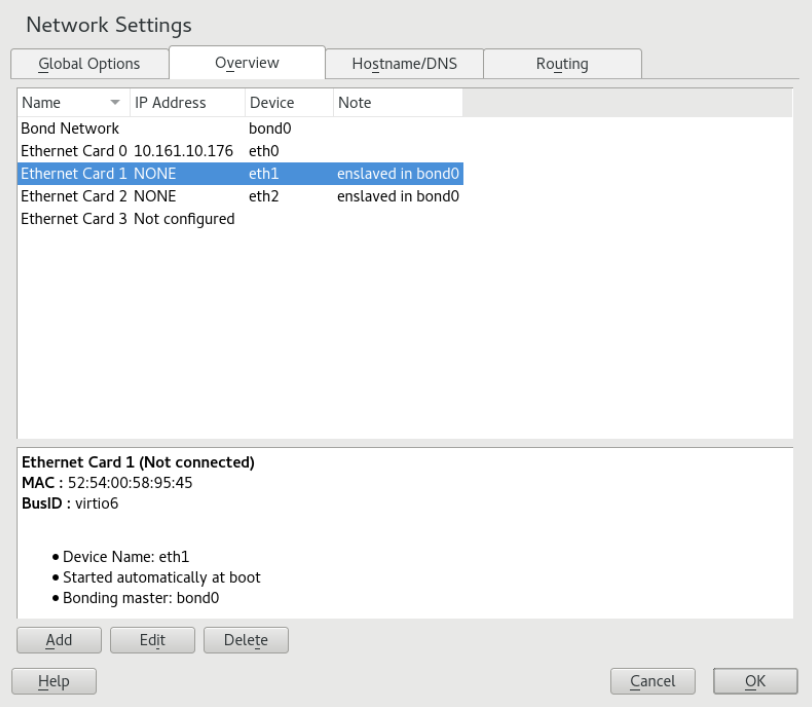 Network Settings
Global Options Overview Hostname/DNS Routing
Name IP Address Device Note
Bond Network bond0
Ethernet Card 0 10.161.10.176 eth0
Ethernet Card 1 NONE eth1 enslaved in bond0
Ethernet Card 2 NONE eth2 enslaved in bond0
Ethernet Card 3 Not configured
Ethernet Card 1 (Not connected)
MAC : 52:54:00:58:95:45
BusID : virtio6
• Device Name: eth1
• Started automatically at boot
• Bonding master: bond0
Add Edit Delete
Help Cancel OK